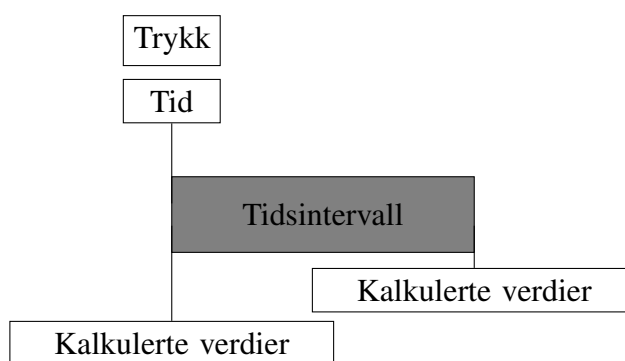 Trykk
Tid
Tidsintervall
Kalkulerte verdier
Kalkulerte verdier